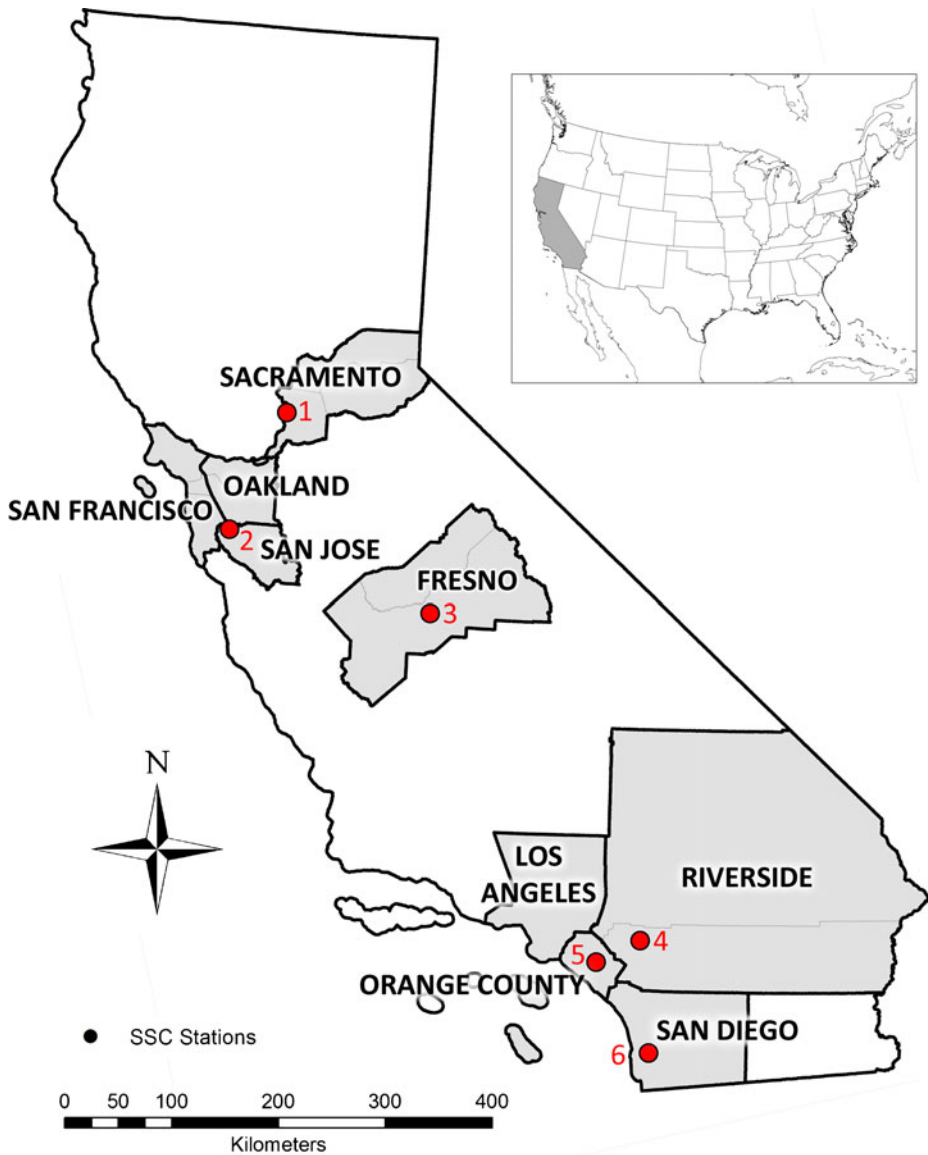 SACRAMENTO
1
OAKLAND
SAN FRANCISCO
2
SAN JOSE
FRESNO
3
N
LOS
ANGELES
RIVERSIDE
4
5
ORANGE COUNTY
SAN DIEGO
6
SSC Stations
0 50 100 200 300 400
Kilometers